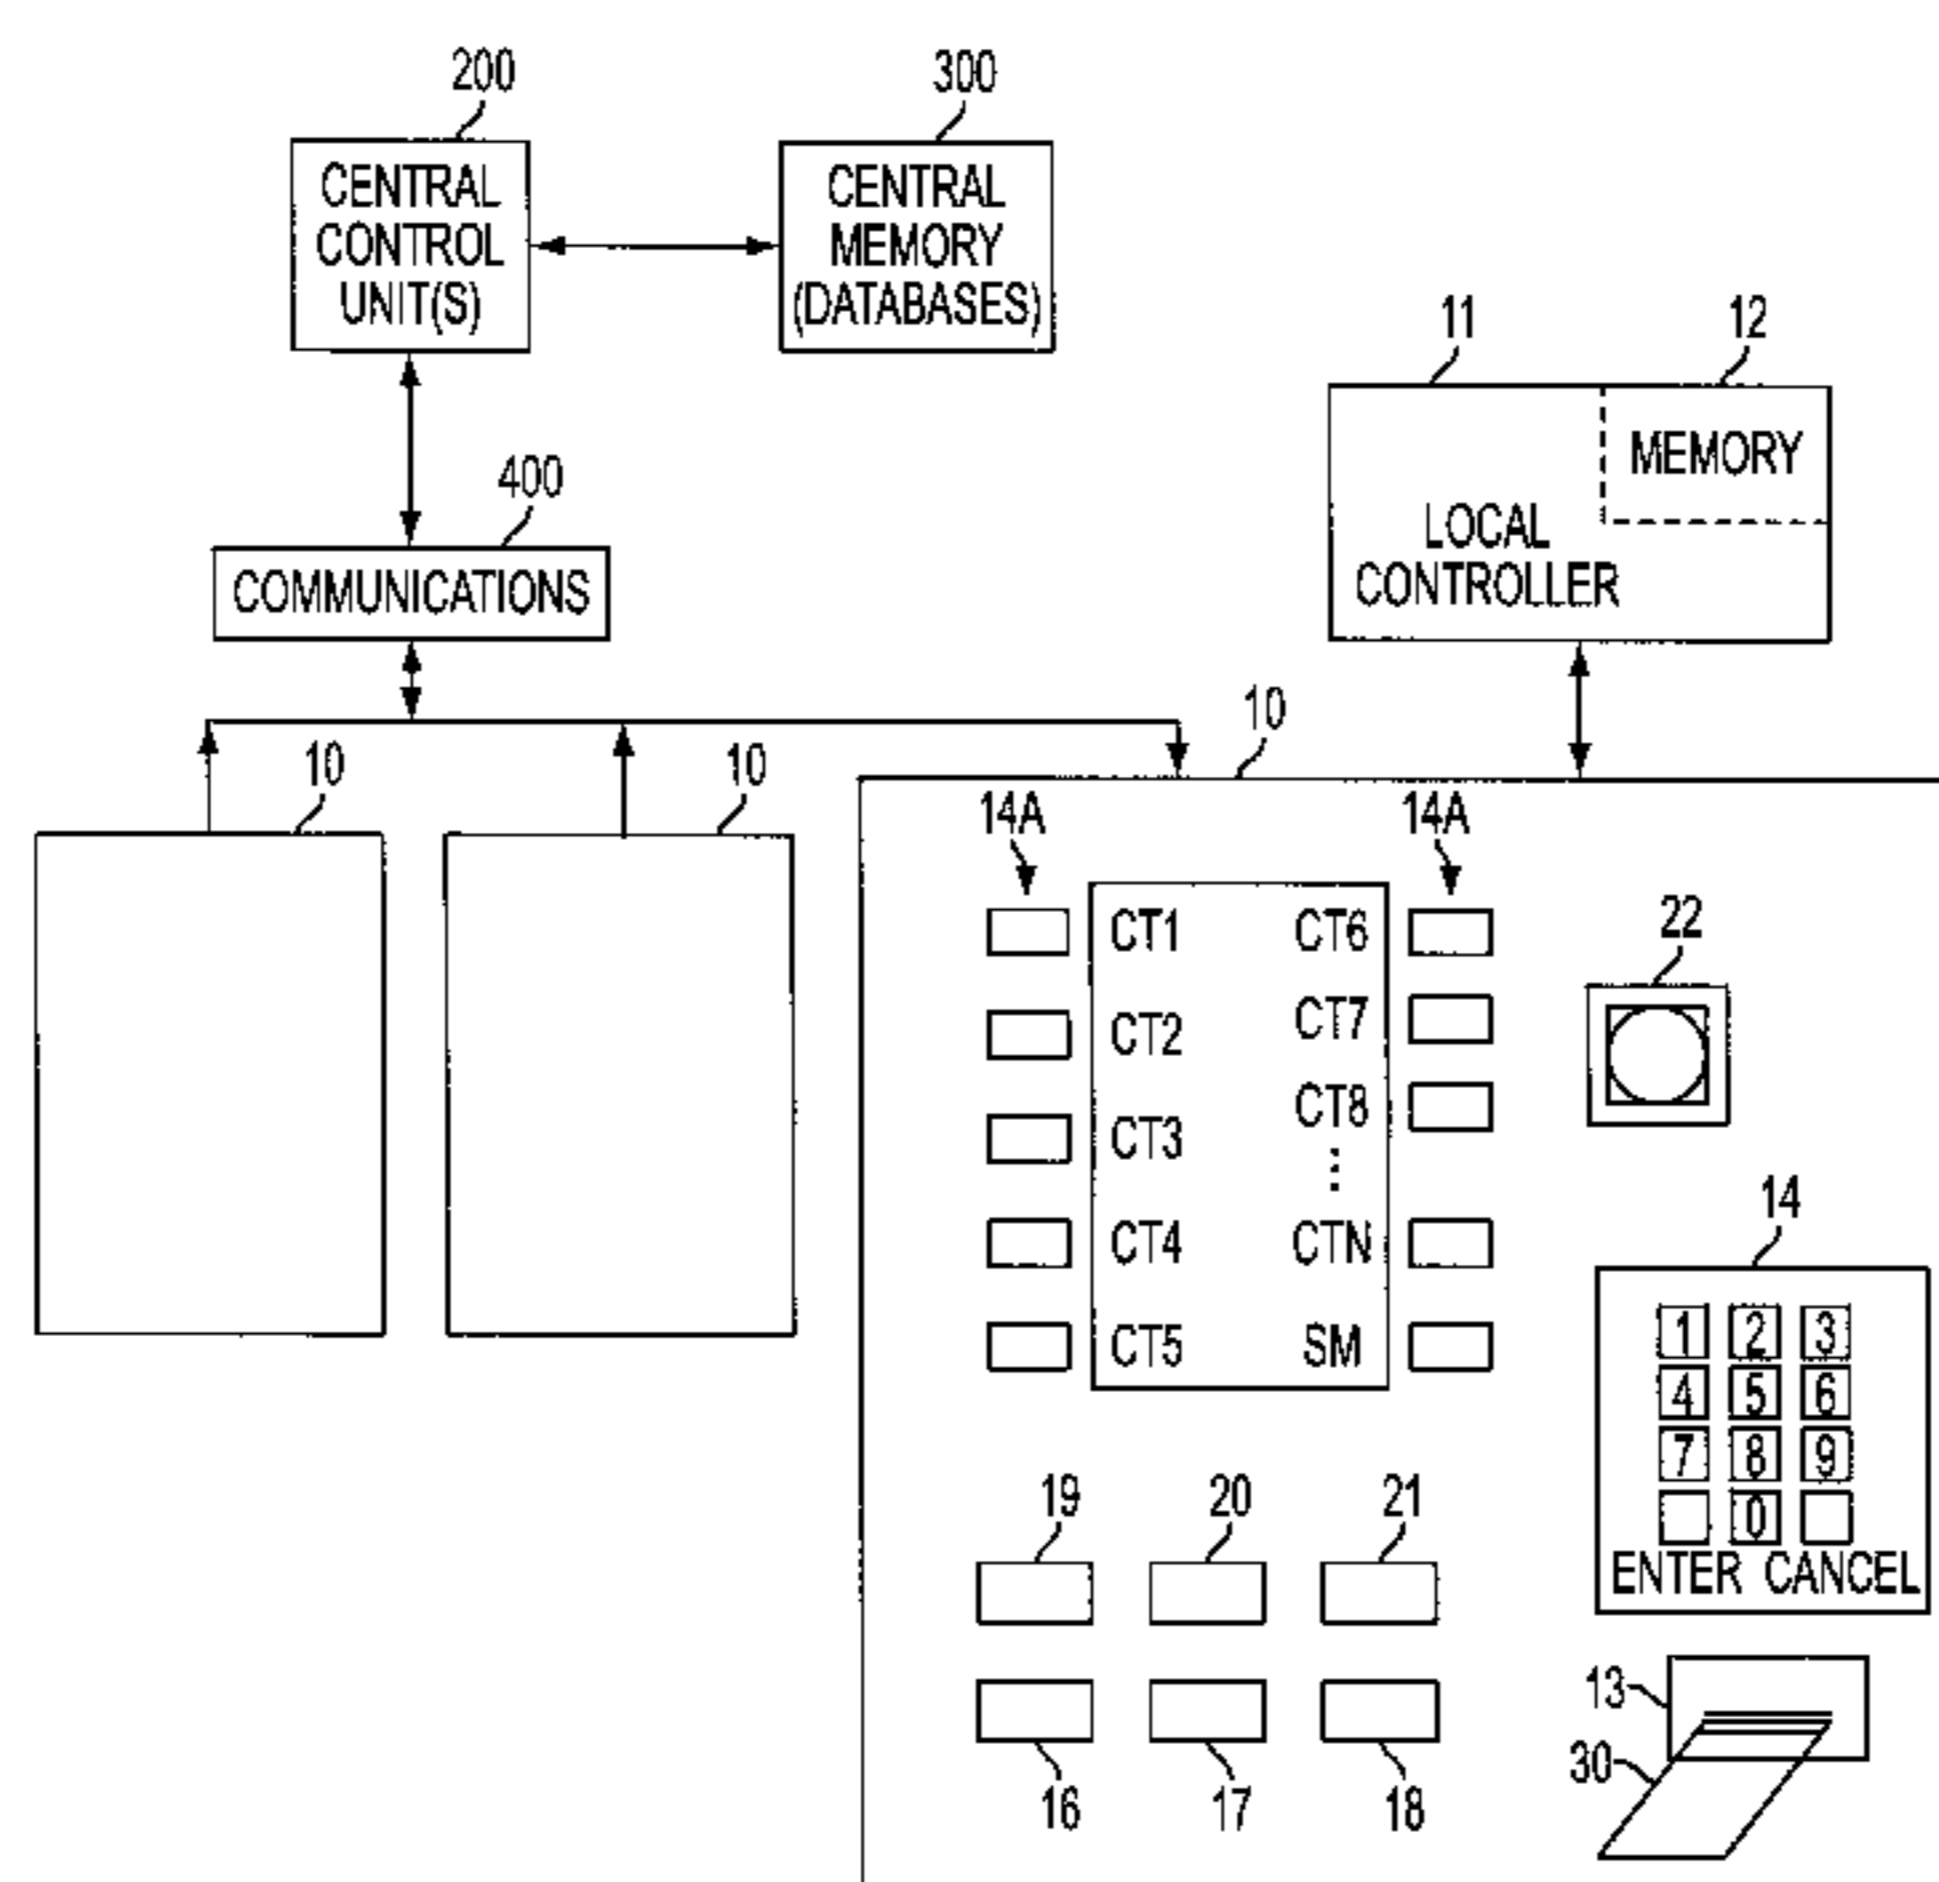 200
300
CENTRAL
CONTROL
UNIT(S)
CENTRAL
MEMORY
(DATABASES)
11
12
MEMORY
LOCAL
CONTROLLER
400
COMMUNICATIONS
10
10
10
14A
14A
CT1
CT6
CT2
CT7
CT3
CT8
CT4
CTN
CT5
SM
22
14
1 2 3
4 5 6
7 8 9
0
ENTER CANCEL
19
20
21
16
17
18
13
30